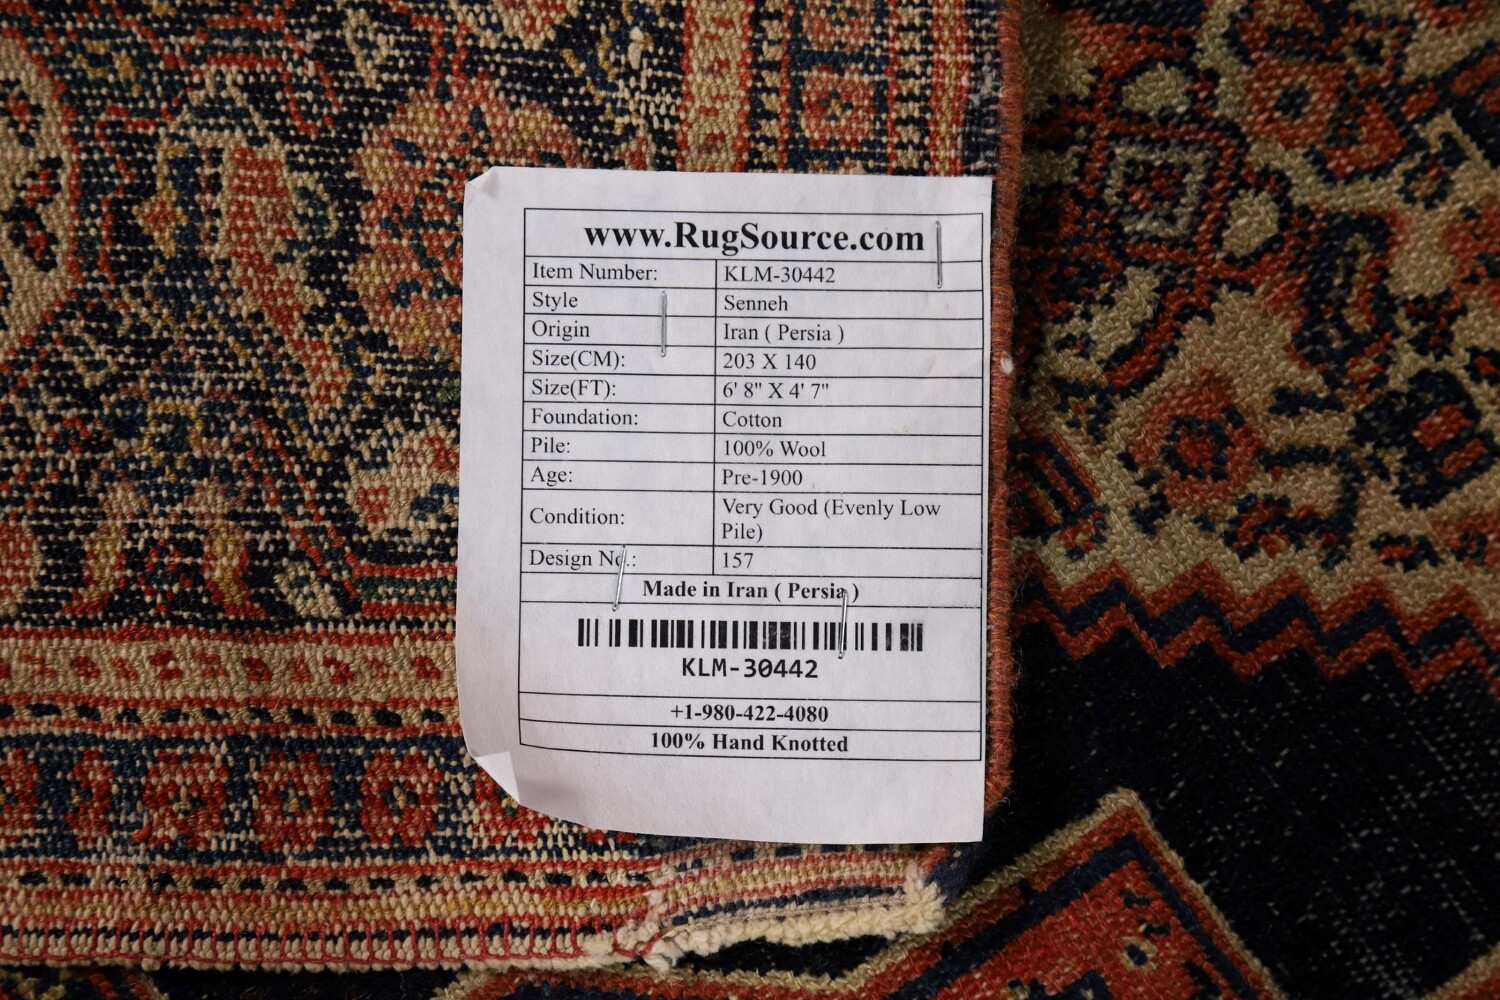 www.RugSource.com
Item Number: KLM-30442
Style Senneh
Origin Iran ( Persia )
Size(CM): 203 X 140
Size(FT): 6' 8" X 4' 7"
Foundation: Cotton
Pile: 100% Wool
Age: Pre-1900
Condition: Very Good (Evenly Low
Pile)
Design No.: 157
Made in Iran ( Persia )
KLM-30442
+1-980-422-4080
100% Hand Knotted